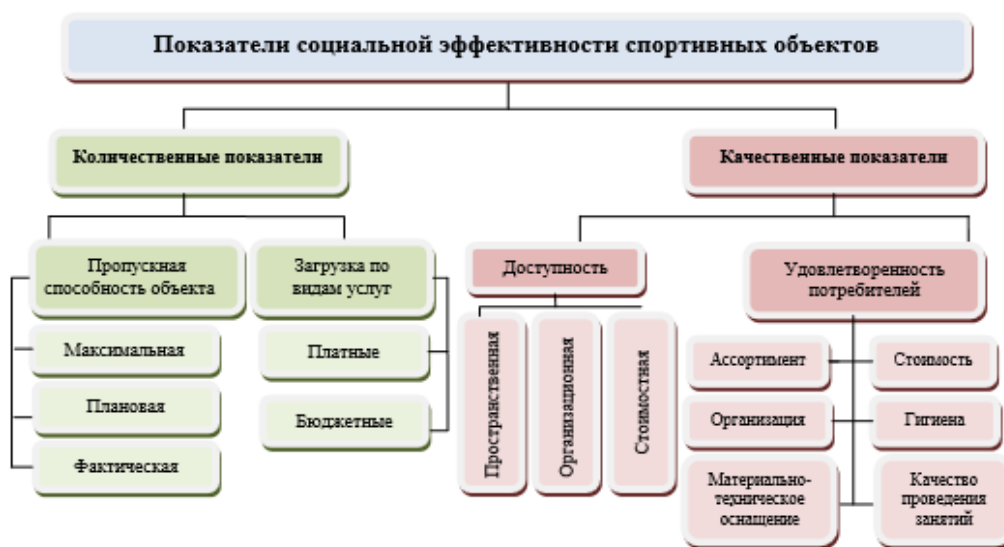 Показатели социальной эффективности спортивных объектов
Количественные показатели
Качественные показатели
Пропускная
способность объекта
Загрузка по
видам услуг
Доступность
Удовлетворенность
потребителей
Максимальная
Плановая
Фактическая
Платные
Бюджетные
Пространственная
Организационная
Стоимостная
Ассортимент
Стоимость
Организация
Гигиена
Материально-
техническое
оснащение
Качество
проведения
занятий